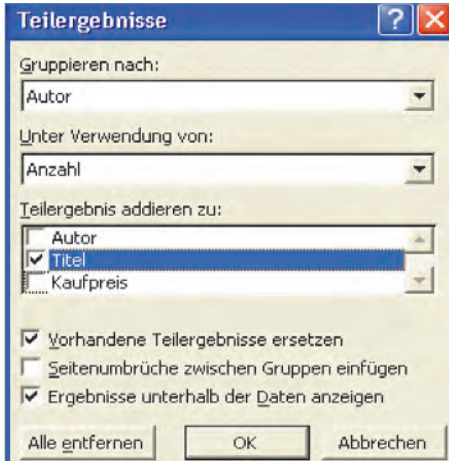 Teilergebnisse
Gruppieren nach:
Autor
Unter Verwendung von:
Anzahl
Teilergebnis addieren zu:
Autor
Titel
Kaufpreis
Vorhandene Teilergebnisse ersetzen
Seitenumbrüche zwischen Gruppen einfügen
Ergebnisse unterhalb der Daten anzeigen
Alle entfernen OK Abbrechen